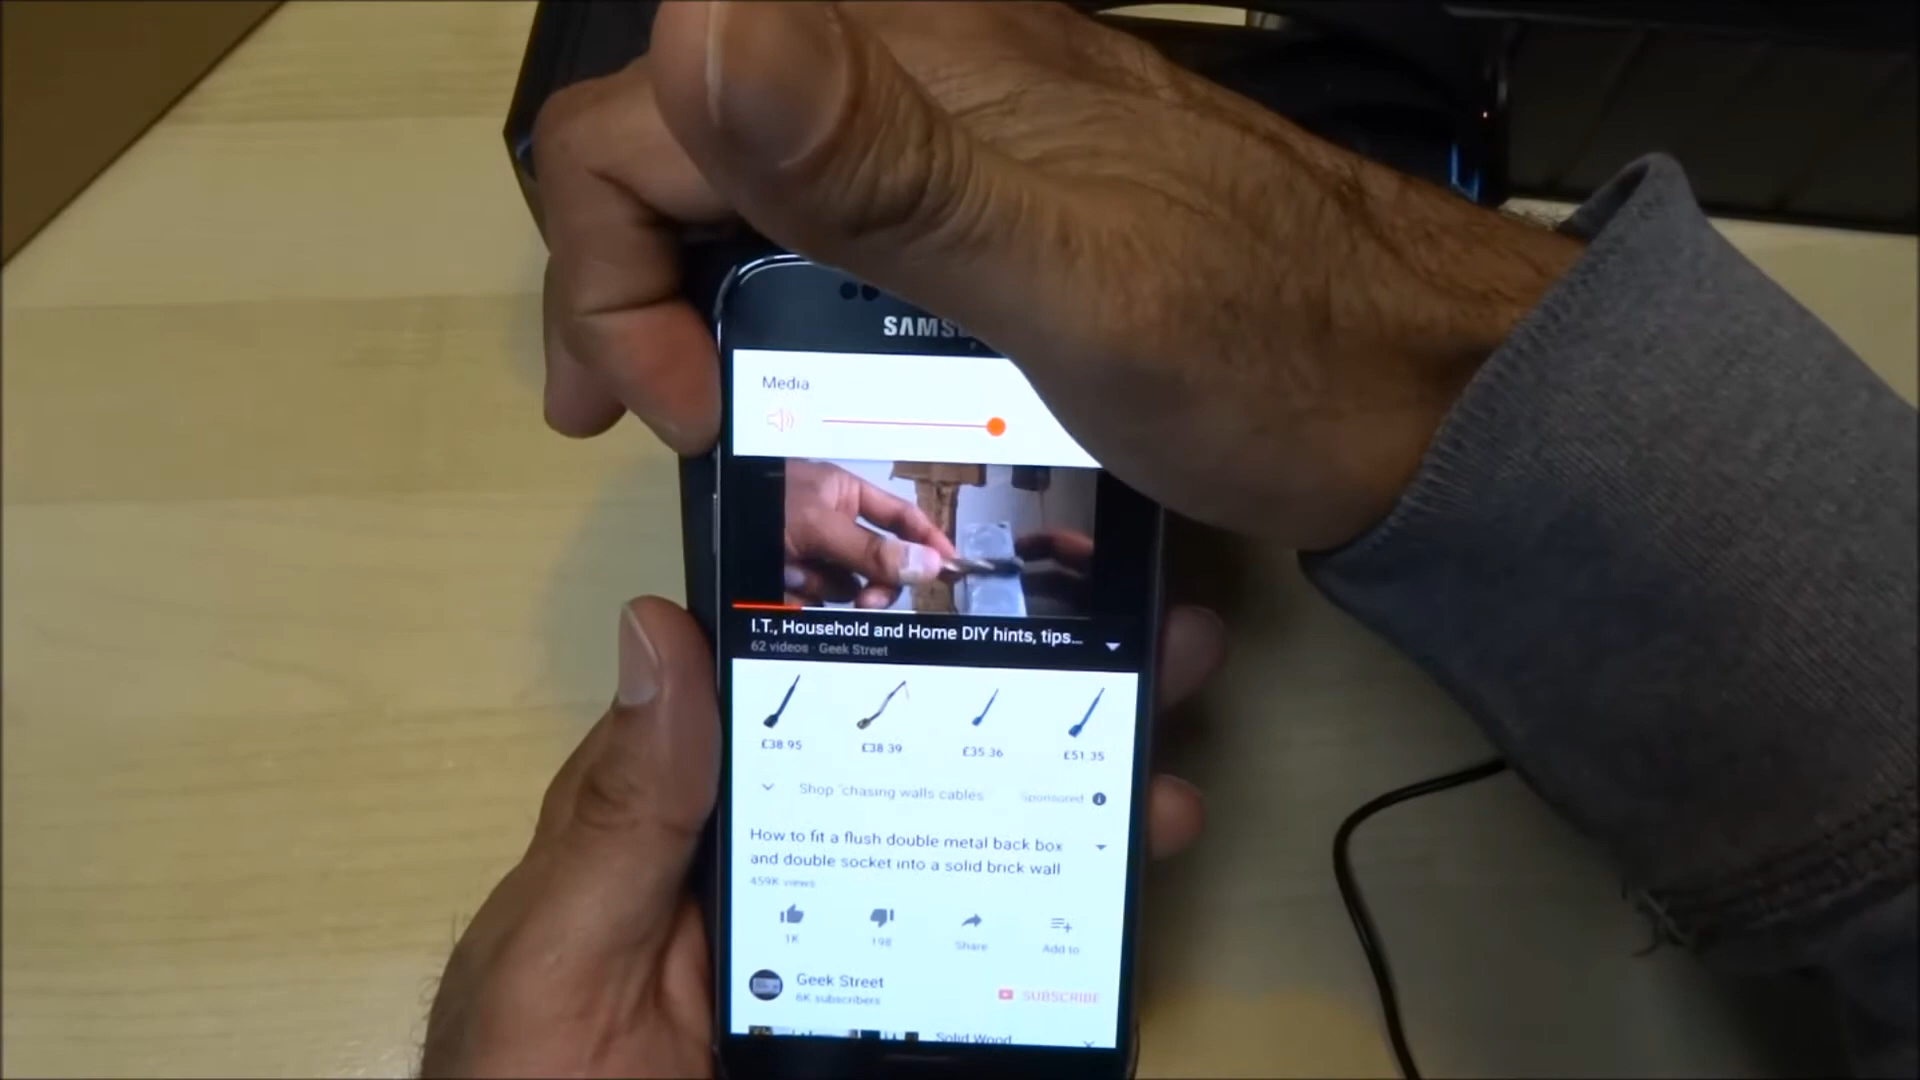 SAMS
Media
I.T., Household and Home DIY hints, tips...
62 videos · Geek Street
£38.95
£38.39
£35.36
£51.35
Shop "chasing walls cables"
Sponsored
How to fit a flush double metal back box
and double socket into a solid brick wall
459K views
1K
198
Share
Add to
Geek Street
6K subscribers
SUBSCRIBE
Solid Wood